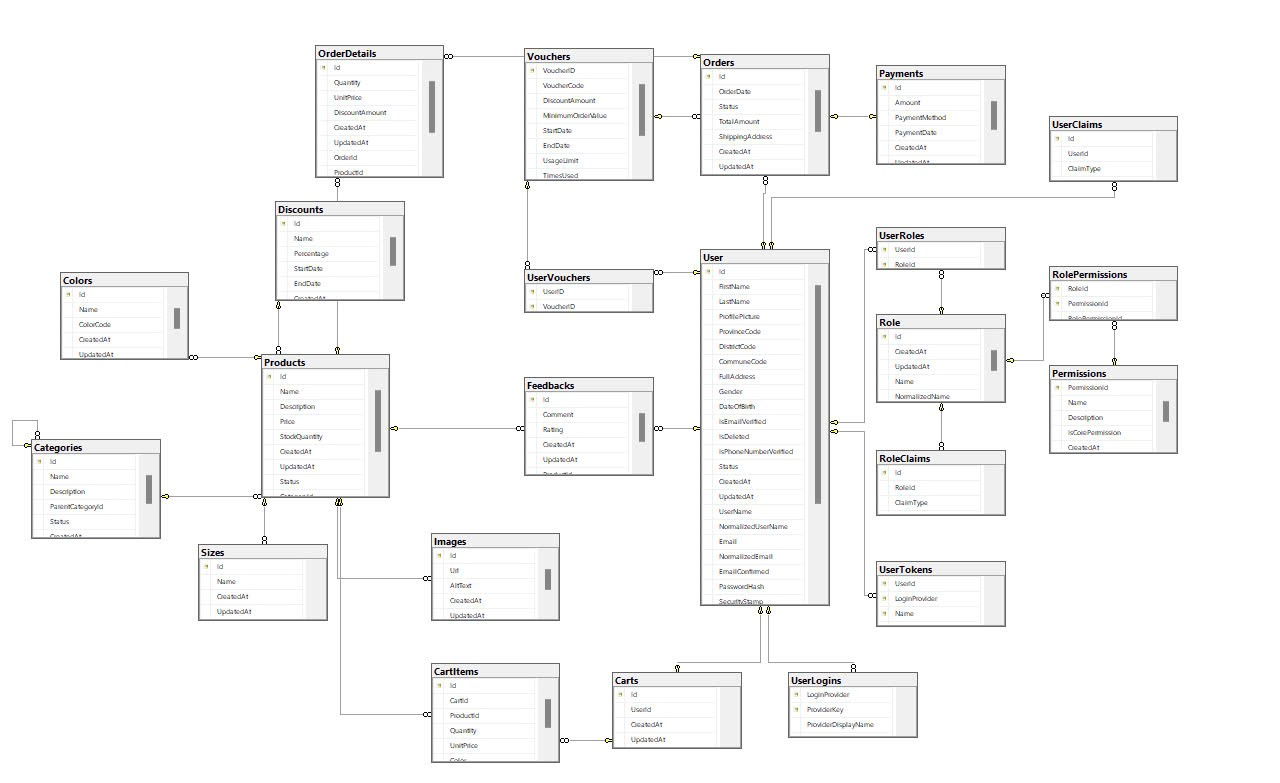 OrderDetails
Id
Quantity
UnitPrice
DiscountAmount
CreatedAt
UpdatedAt
OrderId
ProductId
Vouchers
VoucherID
VoucherCode
DiscountAmount
MinimumOrderValue
StartDate
EndDate
UsageLimit
TimesUsed
Orders
Id
OrderDate
Status
TotalAmount
ShippingAddress
CreatedAt
UpdatedAt
Payments
Id
Amount
PaymentMethod
PaymentDate
CreatedAt
UpdatedAt
UserClaims
Id
UserId
ClaimType
Discounts
Id
Name
Percentage
StartDate
EndDate
CreatedAt
UserVouchers
UserID
VoucherID
User
Id
FirstName
LastName
ProfilePicture
ProvinceCode
DistrictCode
CommuneCode
FullAddress
Gender
DateOfBirth
IsEmailVerified
IsDeleted
IsPhoneNumberVerified
Status
CreatedAt
UpdatedAt
UserName
NormalizedUserName
Email
NormalizedEmail
EmailConfirmed
PasswordHash
SecurityStamp
UserRoles
UserId
RoleId
RolePermissions
RoleId
PermissionId
RolePermissionId
Colors
Id
Name
ColorCode
CreatedAt
UpdatedAt
Role
Id
CreatedAt
UpdatedAt
Name
NormalizedName
Permissions
PermissionId
Name
Description
IsCorePermission
CreatedAt
Products
Id
Name
Description
Price
StockQuantity
CreatedAt
UpdatedAt
Status
CategoryId
Feedbacks
Id
Comment
Rating
CreatedAt
UpdatedAt
ProductId
Categories
Id
Name
Description
ParentCategoryId
Status
CreatedAt
RoleClaims
Id
RoleId
ClaimType
Sizes
Id
Name
CreatedAt
UpdatedAt
Images
Id
Url
AltText
CreatedAt
UpdatedAt
UserTokens
UserId
LoginProvider
Name
CartItems
Id
CartId
ProductId
Quantity
UnitPrice
Color
Carts
Id
UserId
CreatedAt
UpdatedAt
UserLogins
LoginProvider
ProviderKey
ProviderDisplayName